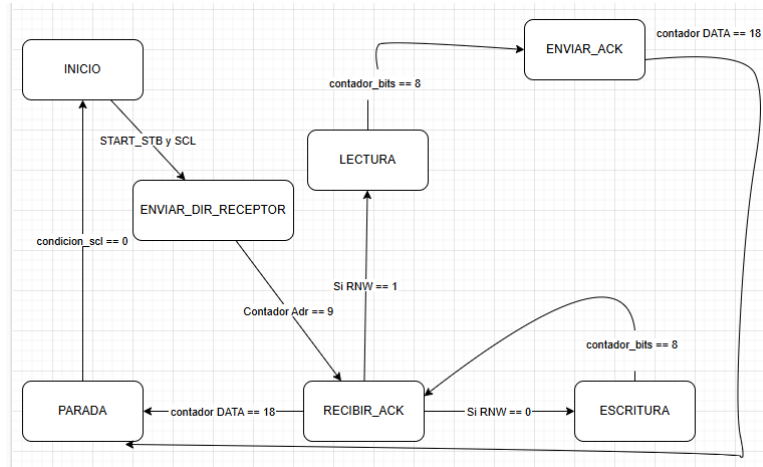 contador DATA == 18
ENVIAR_ACK
INICIO
contador_bits == 8
START_STB y SCL
LECTURA
ENVIAR_DIR_RECEPTOR
condicion_scl == 0
Si RNW == 1
Contador Adr == 9
contador_bits == 8
PARADA
contador DATA == 18
RECIBIR_ACK
Si RNW == 0
ESCRITURA